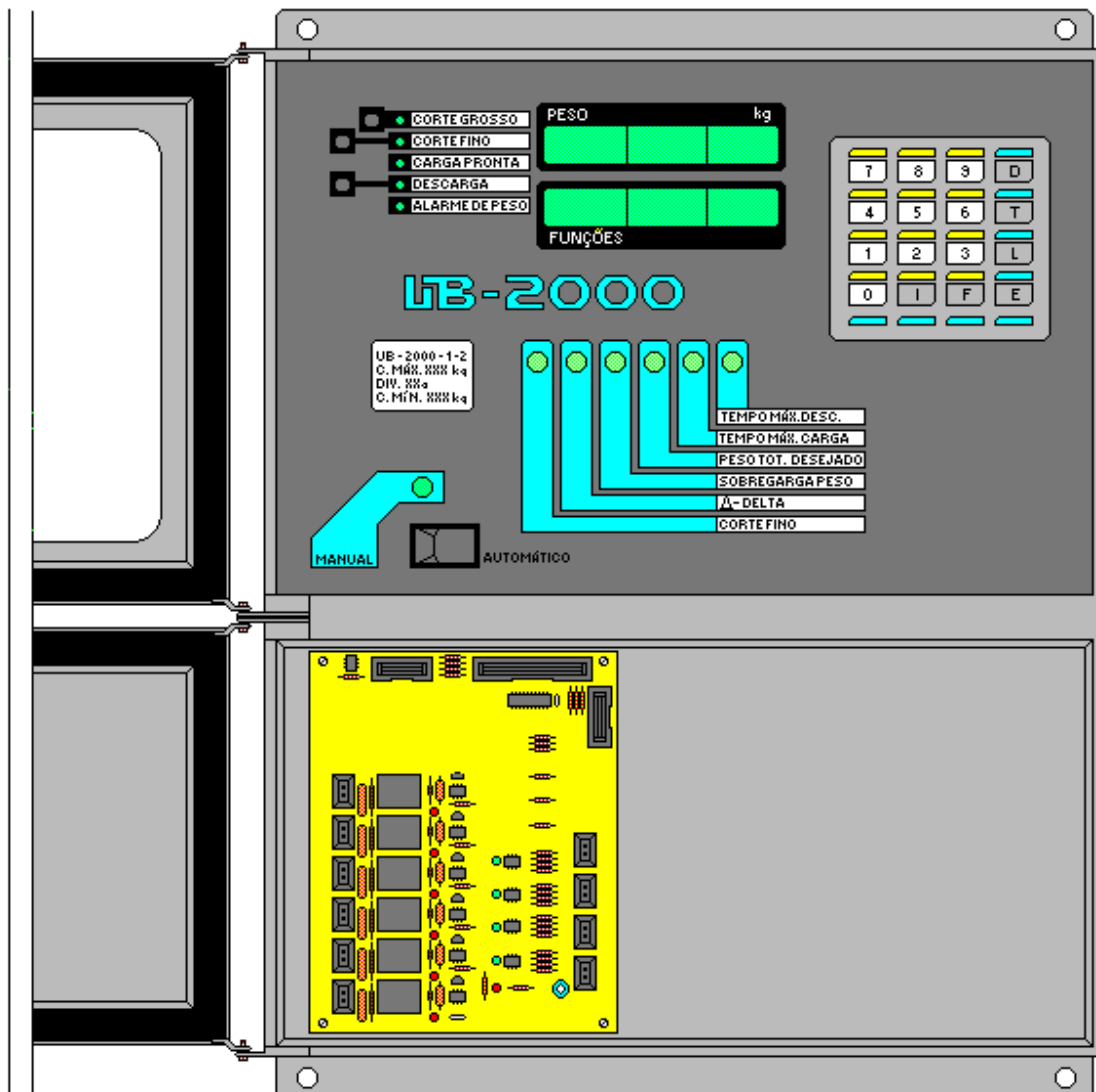 CORTE GROSSO
CORTE FINO
CARGA PRONTA
DESCARGA
ALARME DE PESO
PESO kg
FUNÇÕES
7 8 9 D
4 5 6 T
1 2 3 L
0 I F E
UB-2000
UB-2000-1-2
C. MÁX. XXX kg
DIV. XXg
C. MÍN. XXX kg
TEMPO MÁX. DESC.
TEMPO MÁX. CARGA
PESO TOT. DESEJADO
SOBREGARGA PESO
Δ-DELTA
CORTE FINO
MANUAL
AUTOMÁTICO